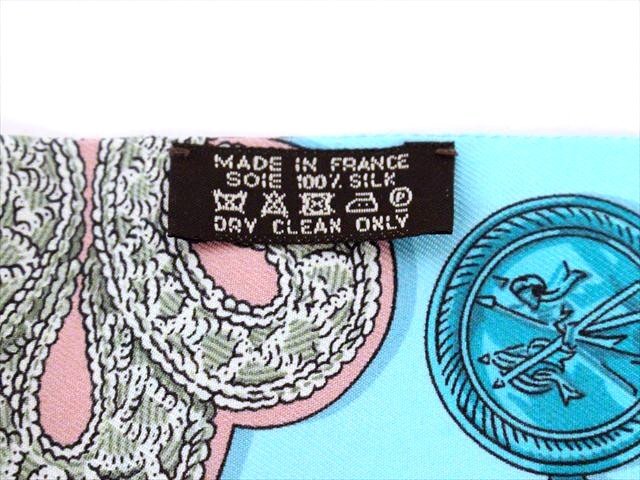 MADE IN FRANCE
SOIE 100% SILK
P
DRY CLEAN ONLY